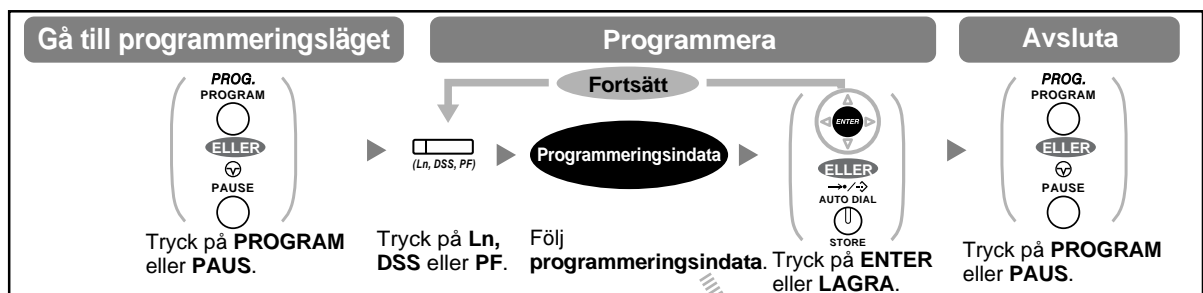 Gå till programmeringsläget
Programmera
Avsluta
PROG.
PROGRAM
ELLER
PAUSE
Tryck på PROGRAM
eller PAUS.
Fortsätt
(Ln, DSS, PF)
Tryck på Ln,
DSS eller PF.
Programmeringsindata
Följ
programmeringsindata.
ENTER
ELLER
AUTO DIAL
STORE
Tryck på ENTER
eller LAGRA.
PROG.
PROGRAM
ELLER
PAUSE
Tryck på PROGRAM
eller PAUS.